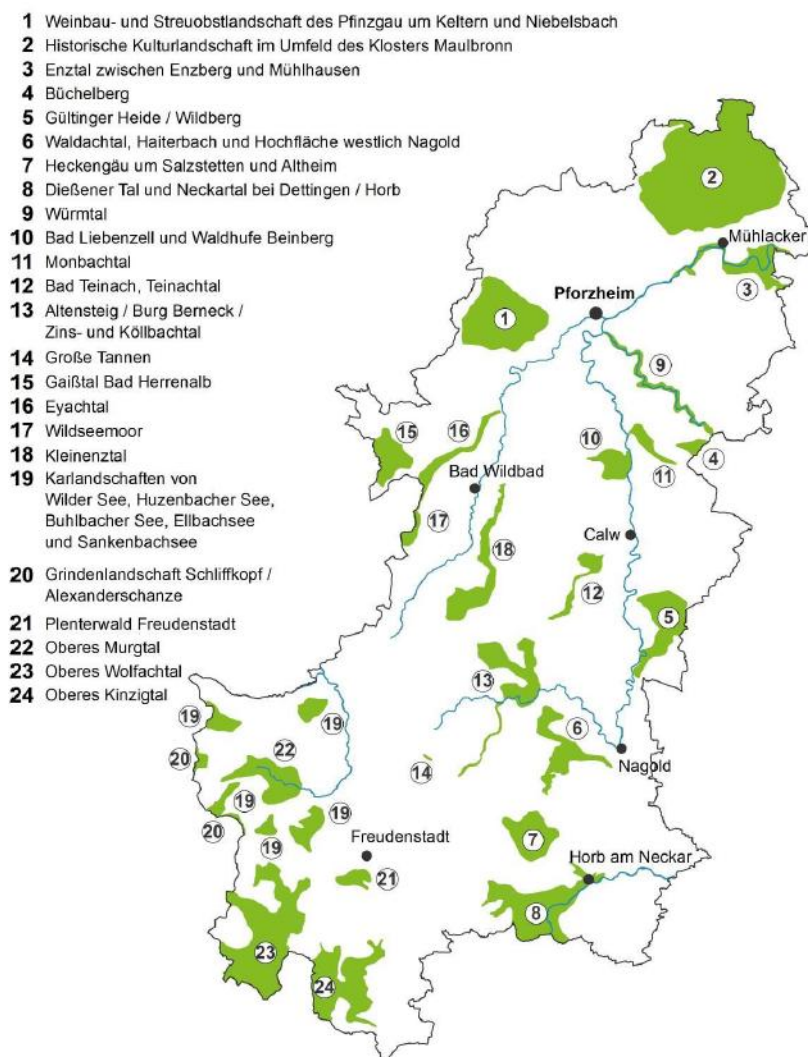 1 Weinbau- und Streuobstlandschaft des Pfinzgau um Keltern und Niebelsbach
2 Historische Kulturlandschaft im Umfeld des Klosters Maulbronn
3 Enztal zwischen Enzberg und Mühlhausen
4 Büchelberg
5 Gültinger Heide / Wildberg
6 Waldachtal, Haiterbach und Hochfläche westlich Nagold
7 Heckengäu um Salzstetten und Altheim
8 Dießener Tal und Neckartal bei Dettingen / Horb
9 Würmtal
10 Bad Liebenzell und Waldhufe Beinberg
11 Monbachtal
12 Bad Teinach, Teinachtal
13 Altensteig / Burg Berneck /
Zins- und Köllbachtal
14 Große Tannen
15 Gaißtal Bad Herrenalb
16 Eyachtal
17 Wildseemoor
18 Kleinenztal
19 Karlandschaften von
Wilder See, Huzenbacher See,
Buhlbacher See, Ellbachsee
und Sankenbachsee
20 Grindenlandschaft Schliffkopf /
Alexanderschanze
21 Plenterwald Freudenstadt
22 Oberes Murgtal
23 Oberes Wolfachtal
24 Oberes Kinzigtal
2
Mühlacker
3
Pforzheim
1
9
15
16
10
4
11
Bad Wildbad
17
Calw
18
12
5
13
19
19
6
22
20
Nagold
14
19
20
19
19
7
Freudenstadt
Horb am Neckar
21
8
23
24